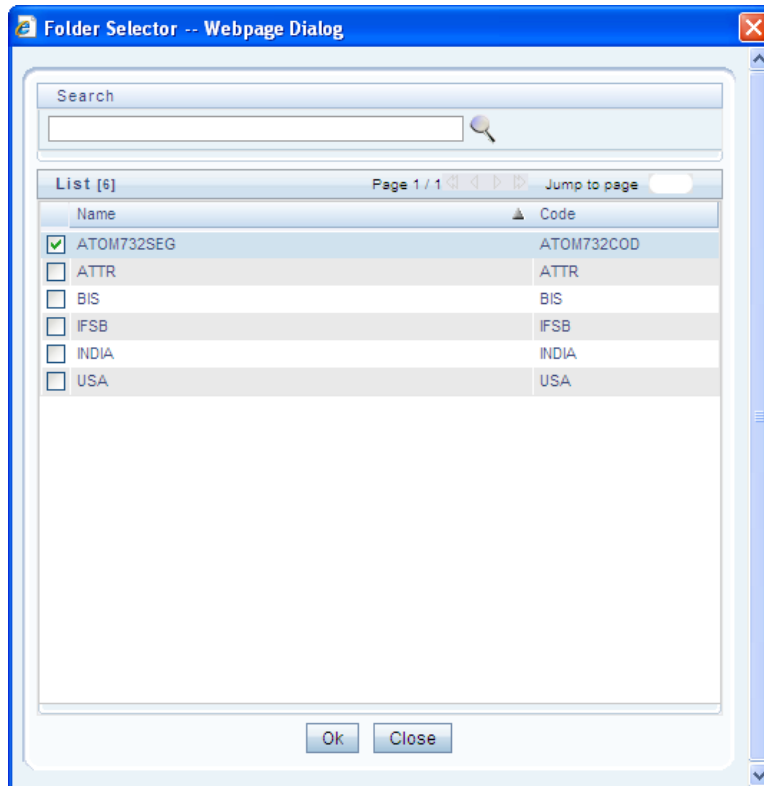 Folder Selector -- Webpage Dialog
Search
List [6] Page 1 / 1 Jump to page
Name Code
ATOM732SEG ATOM732COD
ATTR ATTR
BIS BIS
IFSB IFSB
INDIA INDIA
USA USA
Ok Close